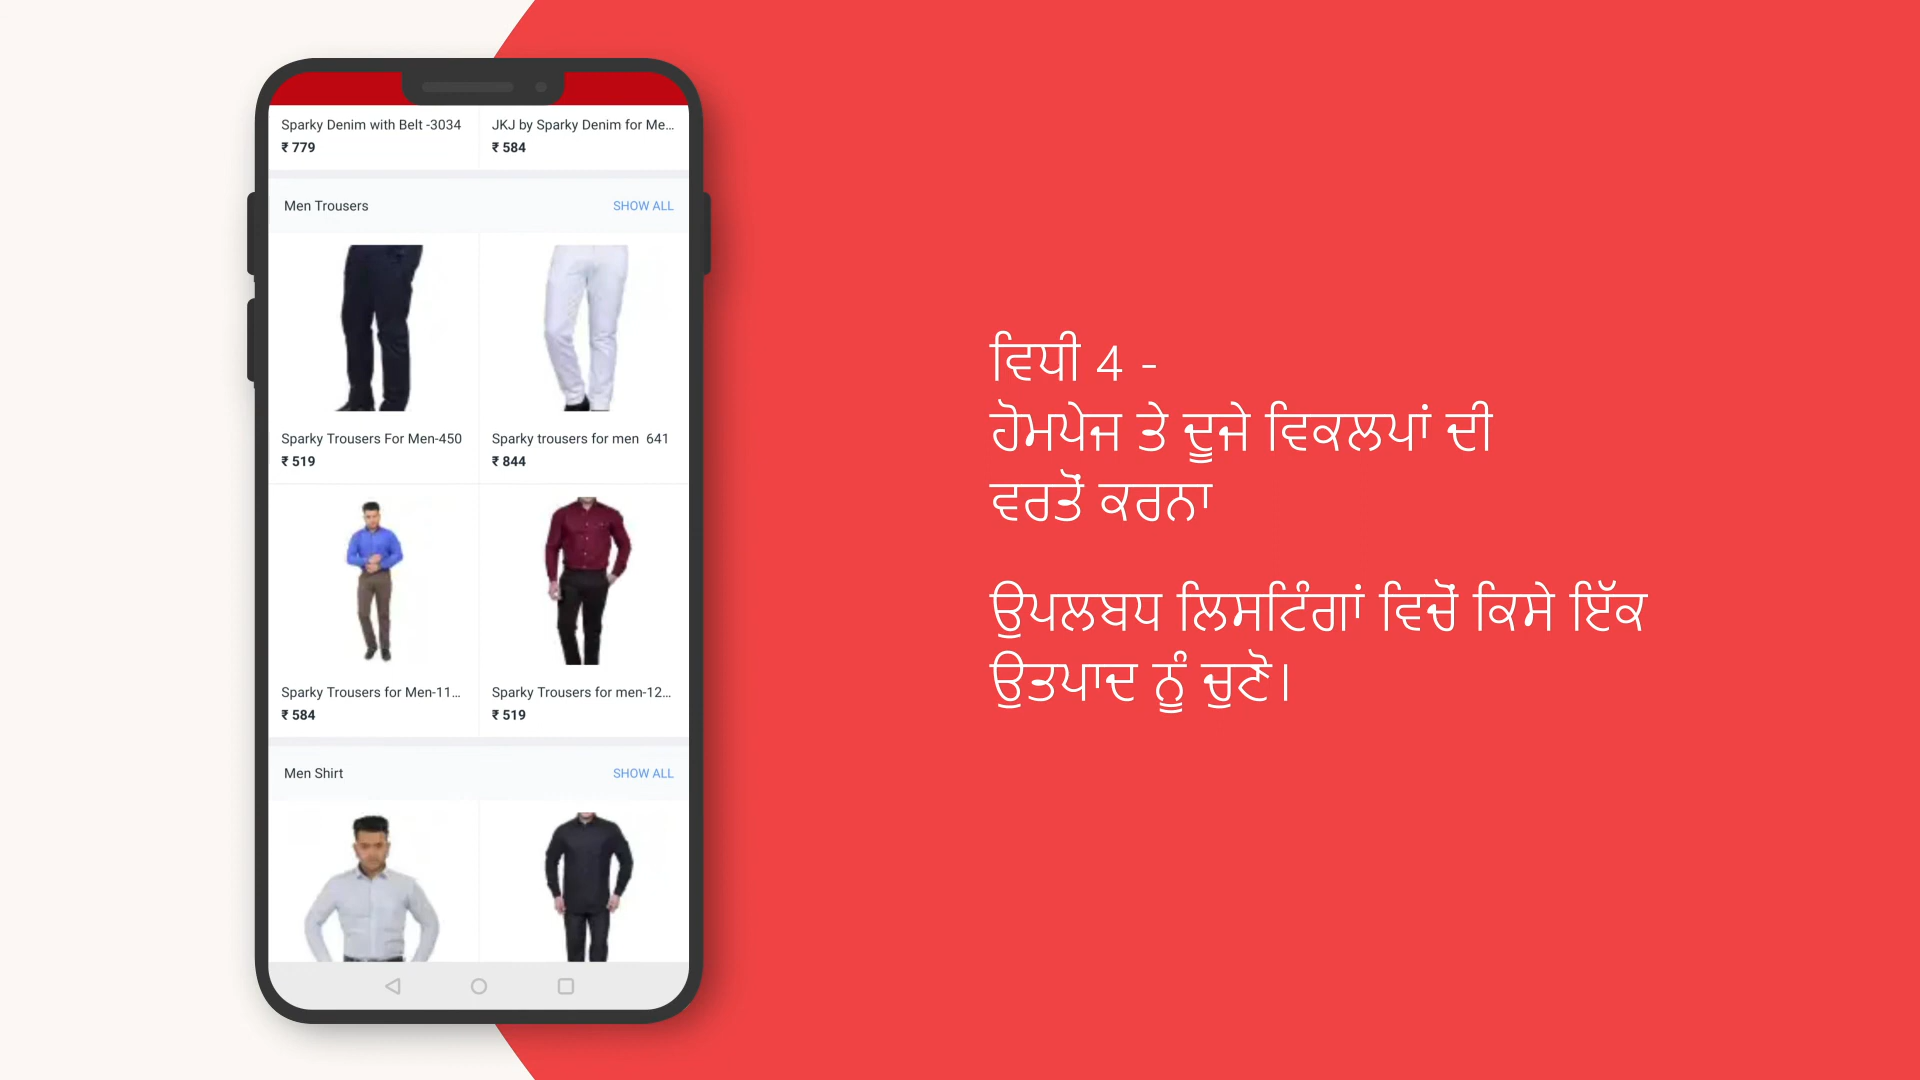 Sparky Denim with Belt -3034
₹ 779
JKJ by Sparky Denim for Me...
₹ 584
Men Trousers
SHOW ALL
Sparky Trousers For Men-450
₹ 519
Sparky trousers for men 641
₹ 844
Sparky Trousers for Men-11...
₹ 584
Sparky Trousers for men-12...
₹ 519
Men Shirt
SHOW ALL
ਵਿਧੀ 4 -
ਹੋਮਪੇਜ ਤੇ ਦੂਜੇ ਵਿਕਲਪਾਂ ਦੀ
ਵਰਤੋਂ ਕਰਨਾ
ਉਪਲਬਧ ਲਿਸਟਿੰਗਾਂ ਵਿਚੋਂ ਕਿਸੇ ਇੱਕ
ਉਤਪਾਦ ਨੂੰ ਚੁਣੋ।